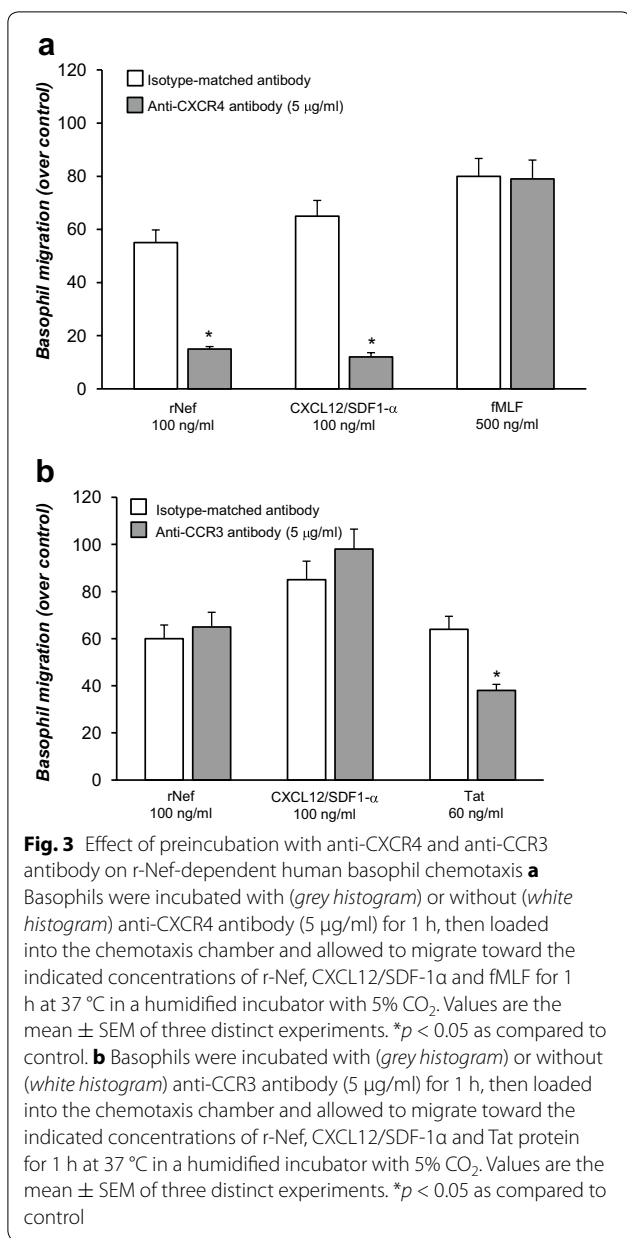 a
120
100
80
60
40
20
0
Basophil migration (over control)
Isotype-matched antibody
Anti-CXCR4 antibody (5 μg/ml)
*
*
rNef
100 ng/ml
CXCL12/SDF1-α
100 ng/ml
fMLF
500 ng/ml
b
120
100
80
60
40
20
0
Basophil migration (over control)
Isotype-matched antibody
Anti-CCR3 antibody (5 μg/ml)
*
rNef
100 ng/ml
CXCL12/SDF1-α
100 ng/ml
Tat
60 ng/ml
Fig. 3 Effect of preincubation with anti-CXCR4 and anti-CCR3
antibody on r-Nef-dependent human basophil chemotaxis a
Basophils were incubated with (grey histogram) or without (white
histogram) anti-CXCR4 antibody (5 µg/ml) for 1 h, then loaded
into the chemotaxis chamber and allowed to migrate toward the
indicated concentrations of r-Nef, CXCL12/SDF-1α and fMLF for 1
h at 37 °C in a humidified incubator with 5% CO₂. Values are the
mean ± SEM of three distinct experiments. *p < 0.05 as compared to
control. b Basophils were incubated with (grey histogram) or without
(white histogram) anti-CCR3 antibody (5 µg/ml) for 1 h, then loaded
into the chemotaxis chamber and allowed to migrate toward the
indicated concentrations of r-Nef, CXCL12/SDF-1α and Tat protein
for 1 h at 37 °C in a humidified incubator with 5% CO₂. Values are the
mean ± SEM of three distinct experiments. *p < 0.05 as compared to
control